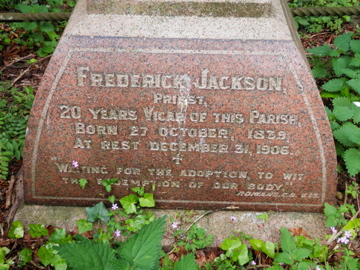 FREDERICK JACKSON,
PRIEST,
20 YEARS VICAR OF THIS PARISH,
BORN 27 OCTOBER, 1839,
AT REST DECEMBER 31, 1906.
"WAITING FOR THE ADOPTION, TO WIT
THE REDEMPTION OF OUR BODY."
ROMANS